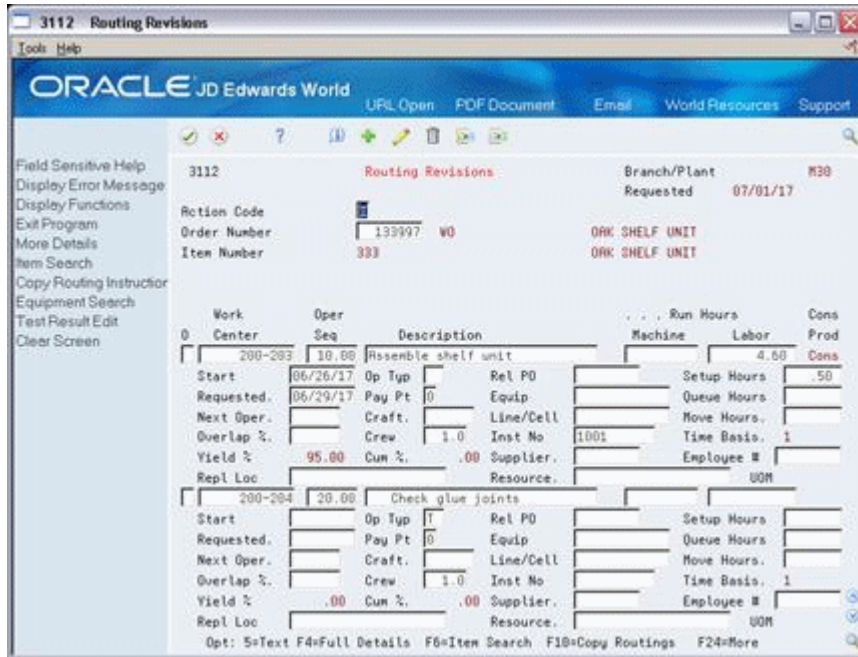 3112 Routing Revisions
Tools Help
ORACLE JD Edwards World
URL Open PDF Document Email World Resources Support
Field Sensitive Help
Display Error Message
Display Functions
Exit Program
More Details
Item Search
Copy Routing Instruction
Equipment Search
Test Result Edit
Clear Screen
3112 Routing Revisions Branch/Plant M30
Requested 07/01/17
Action Code I
Order Number 133997 WO OAK SHELF UNIT
Item Number 333 OAK SHELF UNIT
Work Oper . . . Run Hours Cons
O Center Seq Description Machine Labor Prod
200-203 10.00 Assemble shelf unit 4.60 Cons
Start 06/26/17 Op Typ Rel PO Setup Hours .50
Requested. 06/29/17 Pay Pt 0 Equip Queue Hours
Next Oper. Craft. Line/Cell Move Hours.
Overlap %. Crew 1.0 Inst No 1001 Time Basis. 1
Yield % 95.00 Cum %. .00 Supplier. Employee #
Repl Loc Resource. UOM
200-204 20.00 Check glue joints
Start Op Typ T Rel PO Setup Hours
Requested. Pay Pt 0 Equip Queue Hours
Next Oper. Craft. Line/Cell Move Hours.
Overlap %. Crew 1.0 Inst No Time Basis. 1
Yield % .00 Cum %. .00 Supplier. Employee #
Repl Loc Resource. UOM
Opt: 5=Text F4=Full Details F6=Item Search F10=Copy Routings F24=More